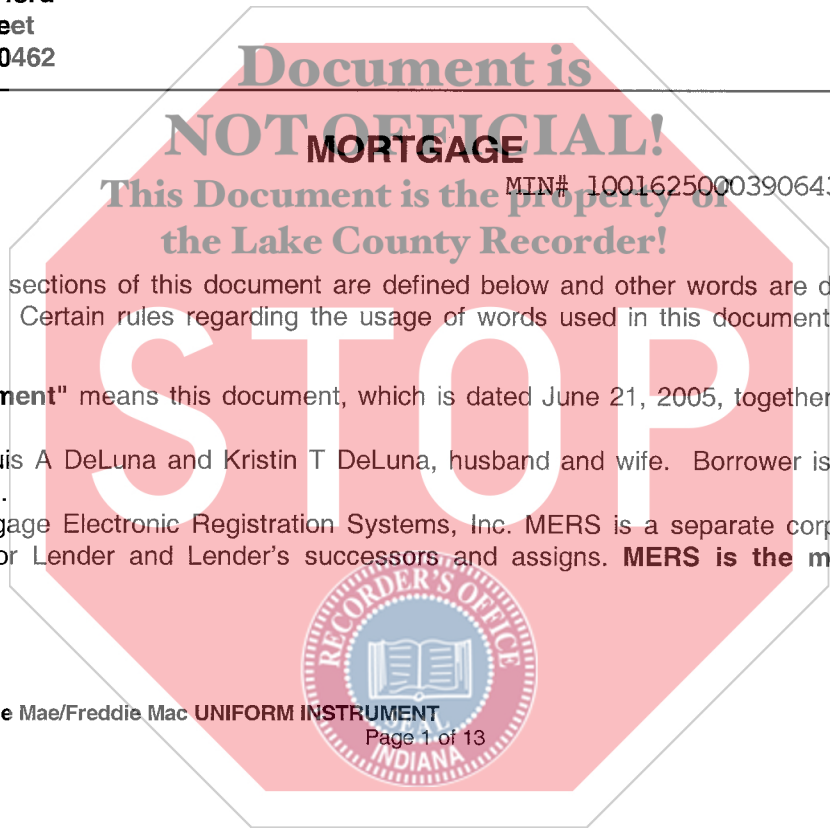 eet
0462
Document is
NOT OFFICIAL!
MORTGAGE
This Document is the property of
MIN# 1001625000390643
the Lake County Recorder!
sections of this document are defined below and other words are d
Certain rules regarding the usage of words used in this document
ment" means this document, which is dated June 21, 2005, together
is A DeLuna and Kristin T DeLuna, husband and wife. Borrower is
.
gage Electronic Registration Systems, Inc. MERS is a separate corp
or Lender and Lender's successors and assigns. MERS is the m
STOP
RECORDER'S OFFICE
SEAL
INDIANA
e Mae/Freddie Mac UNIFORM INSTRUMENT
Page 1 of 13